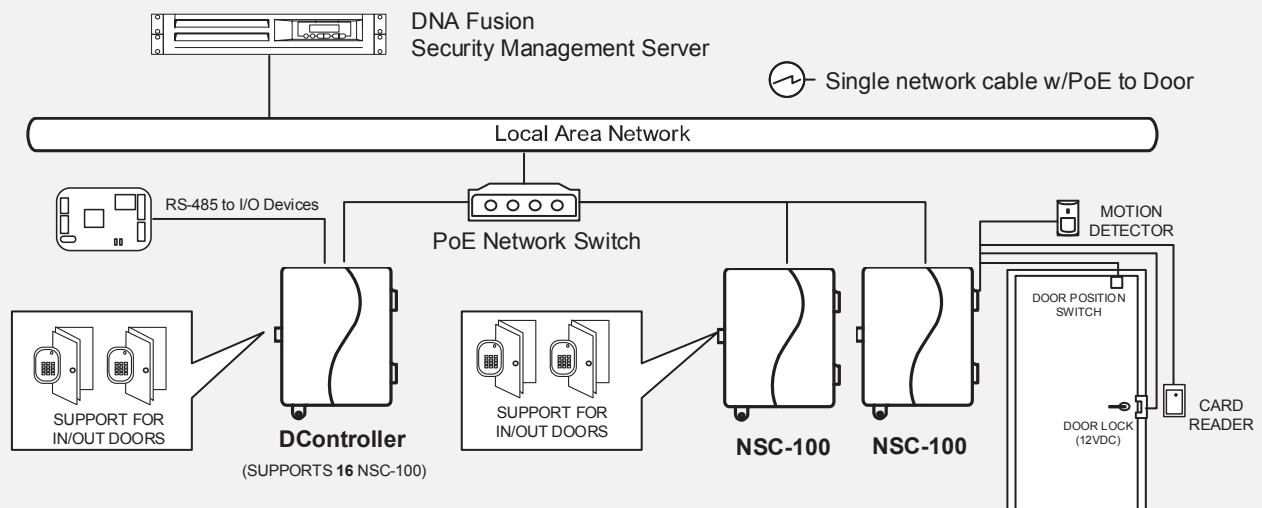 DNA Fusion
Security Management Server
Single network cable w/PoE to Door
Local Area Network
RS-485 to I/O Devices
PoE Network Switch
MOTION
DETECTOR
DOOR POSITION
SWITCH
SUPPORT FOR
IN/OUT DOORS
DController
(SUPPORTS 16 NSC-100)
SUPPORT FOR
IN/OUT DOORS
NSC-100
NSC-100
DOOR LOCK
(12VDC)
CARD
READER